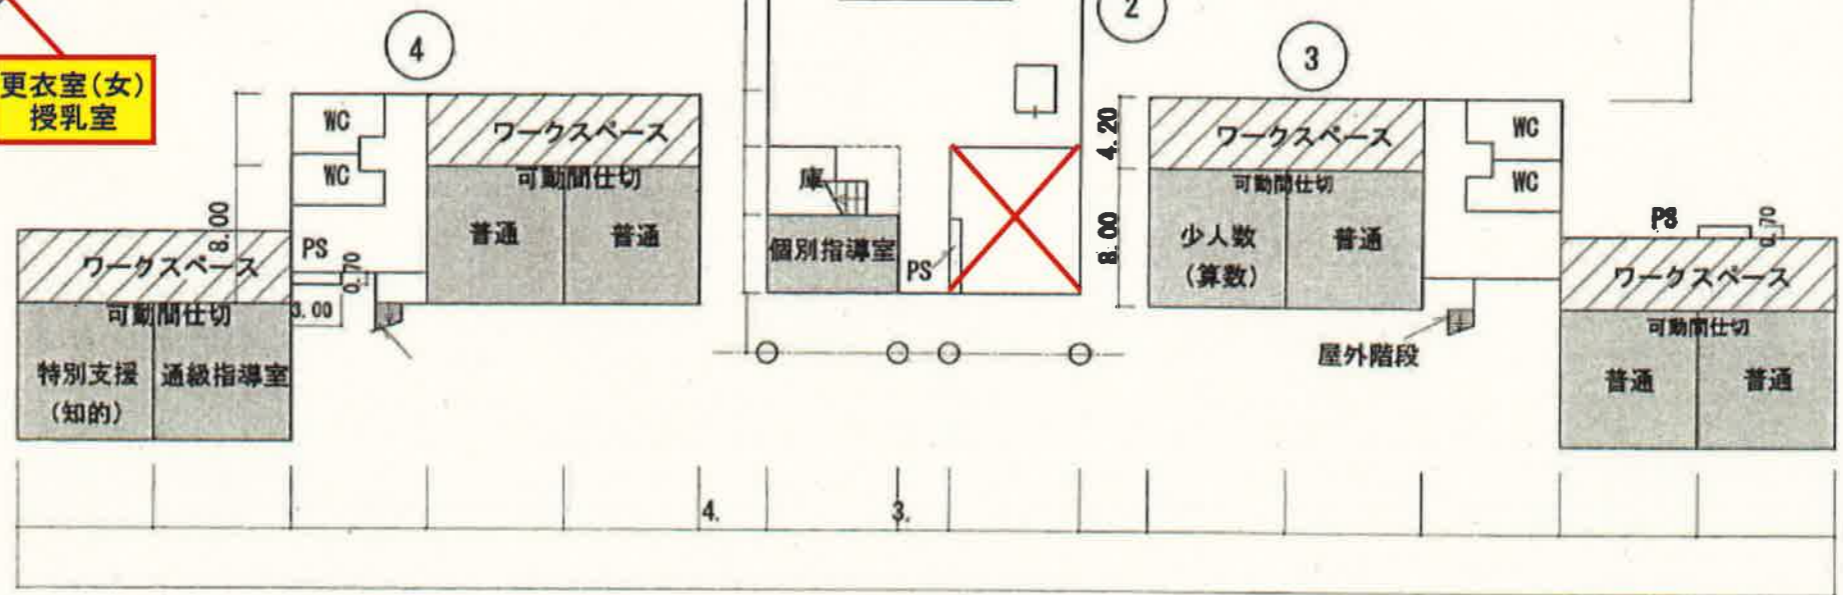 更衣室(女)
授乳室
4
2
3
WC
WC
ワークスペース
可動間仕切
普通
普通
8.00
PS
0.70
3.00
ワークスペース
可動間仕切
特別支援
(知的)
通級指導室
庫
個別指導室
PS
4.20
8.00
ワークスペース
可動間仕切
少人数
(算数)
普通
WC
WC
屋外階段
PS
0.70
ワークスペース
可動間仕切
普通
普通
4.
3.